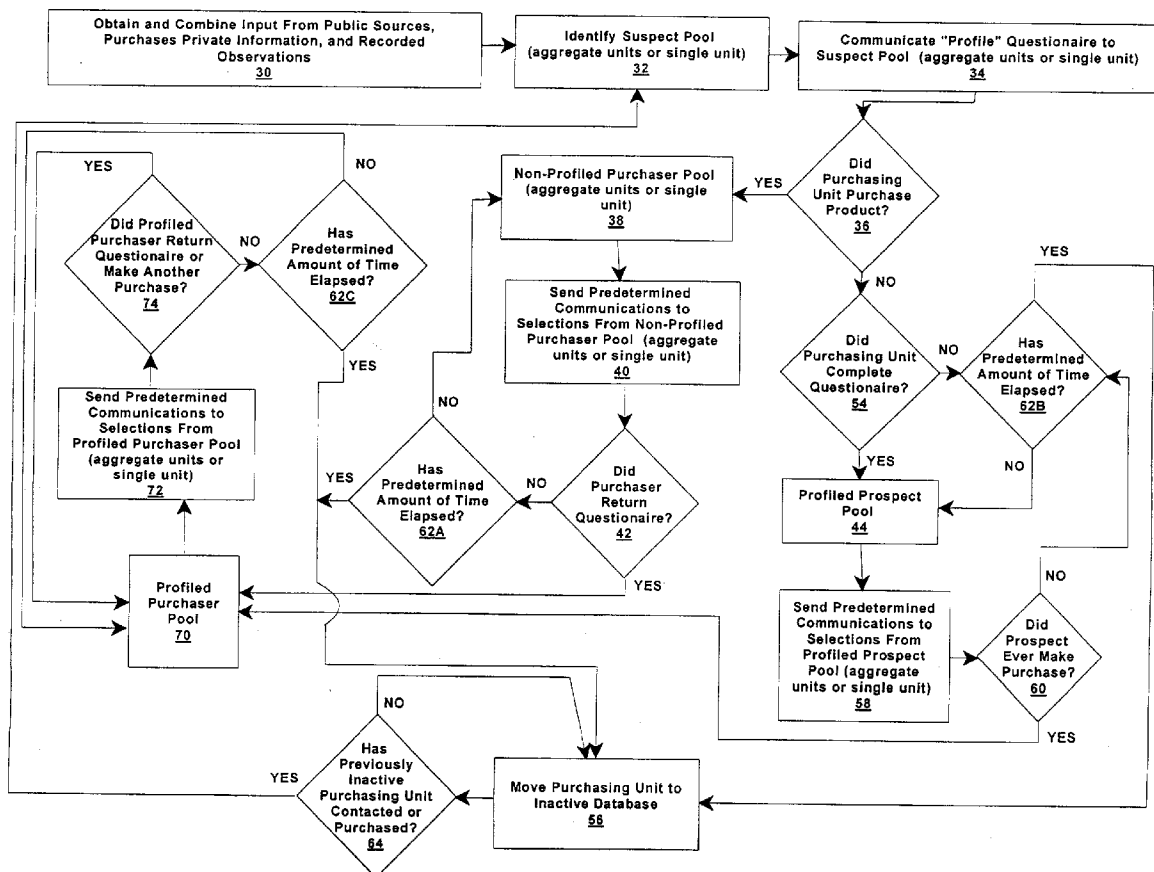 Obtain and Combine Input From Public Sources,
Purchases Private Information, and Recorded
Observations
30
Identify Suspect Pool
(aggregate units or single unit)
32
Communicate "Profile" Questionaire to
Suspect Pool (aggregate units or single unit)
34
YES
NO
Did Profiled
Purchaser Return
Questionaire or
Make Another
Purchase?
74
NO
Has
Predetermined
Amount of Time
Elapsed?
62C
YES
Non-Profiled Purchaser Pool
(aggregate units or single
unit)
38
YES
Did
Purchasing
Unit Purchase
Product?
36
NO
Send Predetermined
Communications to
Selections From Non-Profiled
Purchaser Pool (aggregate
units or single unit)
40
Did
Purchasing Unit
Complete
Questionaire?
54
NO
YES
Has
Predetermined
Amount of Time
Elapsed?
62B
YES
NO
Send Predetermined
Communications to
Selections From
Profiled Purchaser Pool
(aggregate units or
single unit)
72
YES
NO
Has
Predetermined
Amount of Time
Elapsed?
62A
NO
Did
Purchaser
Return
Questionaire?
42
YES
Profiled Prospect
Pool
44
Profiled
Purchaser
Pool
70
Send Predetermined
Communications to
Selections From
Profiled Prospect
Pool (aggregate
units or single unit)
58
NO
Did
Prospect
Ever Make
Purchase?
60
YES
NO
YES
Has
Previously
Inactive
Purchasing Unit
Contacted or
Purchased?
64
Move Purchasing Unit to
Inactive Database
56